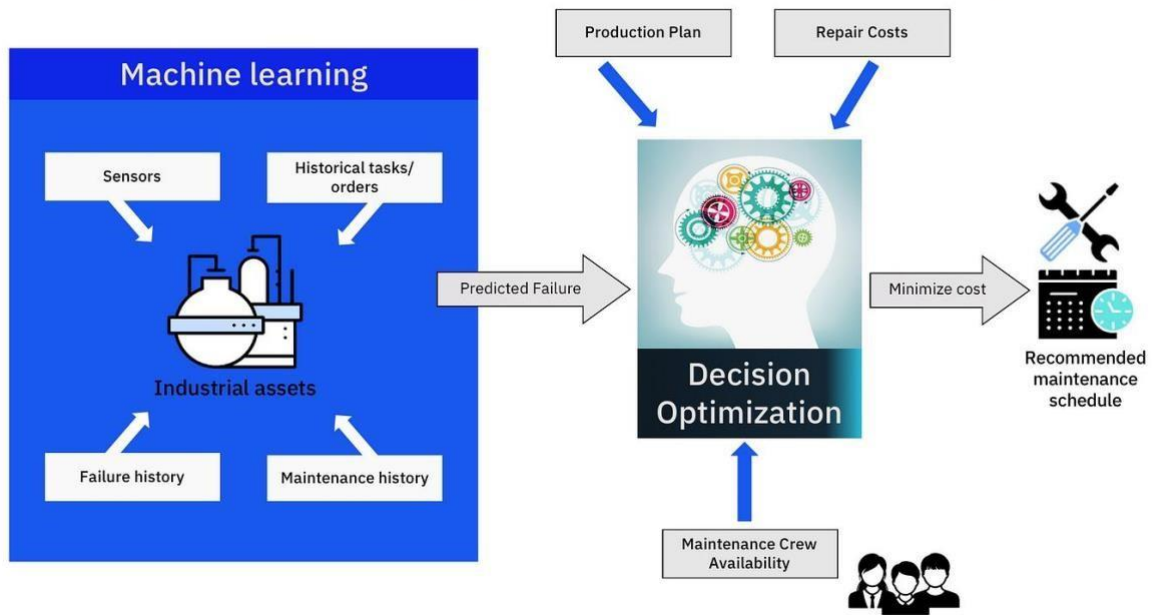 Production Plan
Repair Costs
Machine learning
Sensors
Historical tasks/
orders
Industrial assets
Failure history
Maintenance history
Predicted Failure
Decision
Optimization
Minimize cost
Recommended
maintenance
schedule
Maintenance Crew
Availability